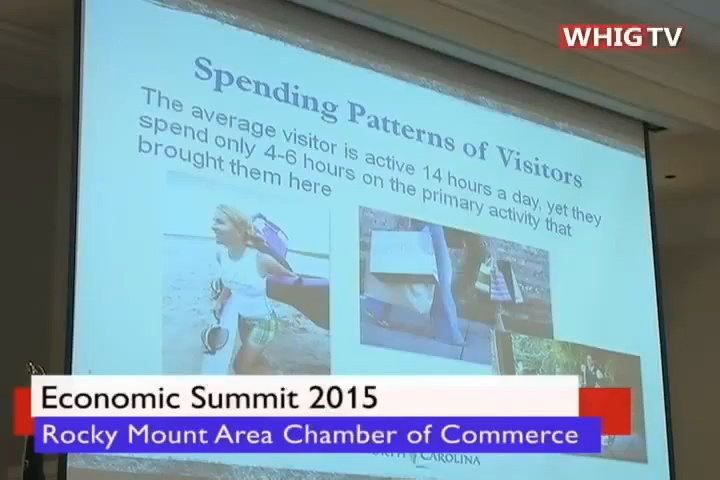 WHIG TV
Spending Patterns of Visitors
The average visitor is active 14 hours a day, yet they
spend only 4-6 hours on the primary activity that
brought them here
Economic Summit 2015
Rocky Mount Area Chamber of Commerce
CAROLINA